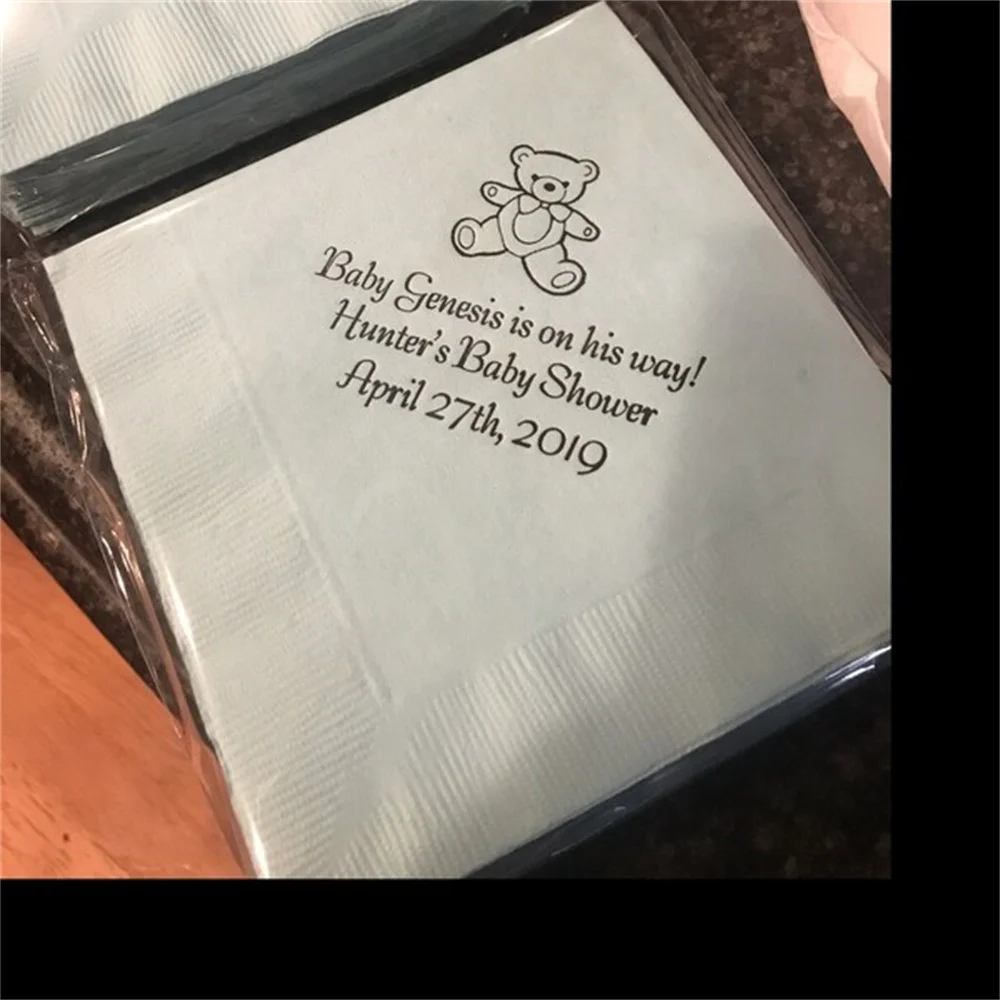 Baby Genesis is on his way!
Hunter's Baby Shower
April 27th, 2019